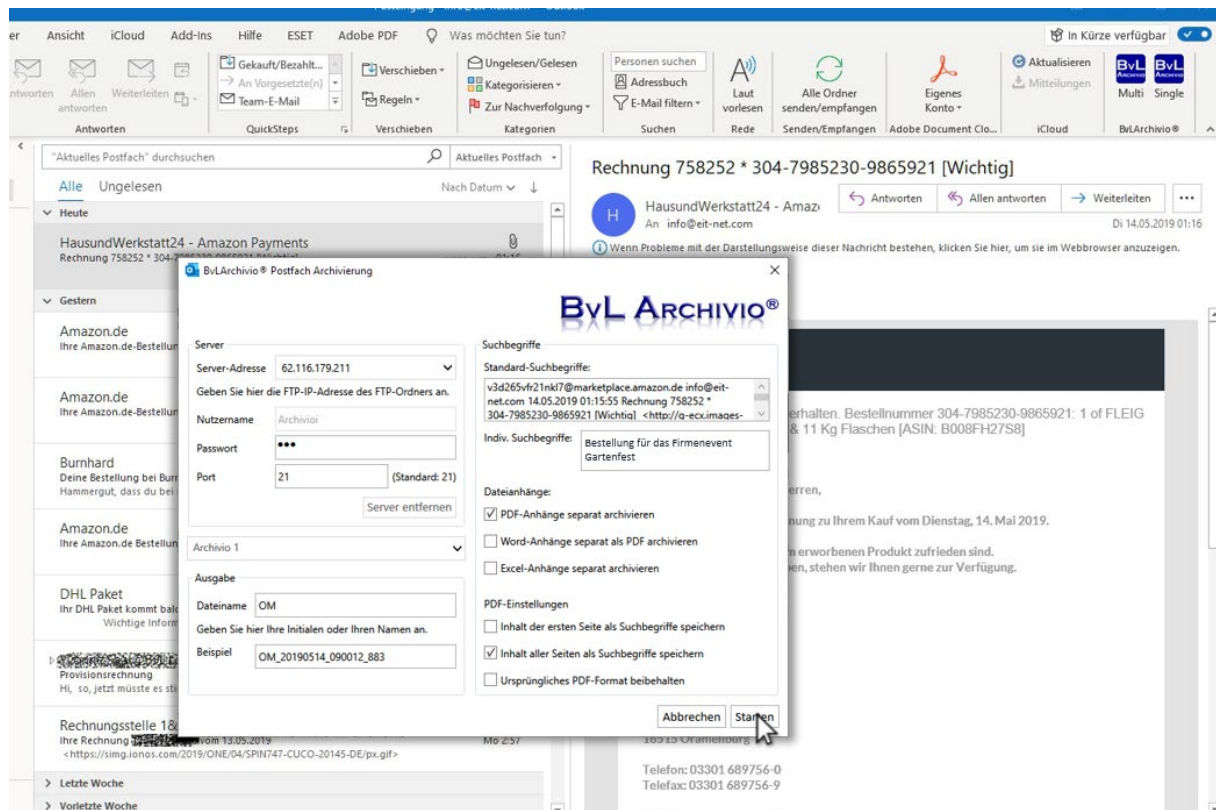 er Ansicht iCloud Add-Ins Hilfe ESET Adobe PDF Was möchten Sie tun? In Kürze verfügbar
Gekauft/Bezahlt...
An Vorgesetzte(n)
Team-E-Mail
Allen antworten
Weiterleiten
Verschieben
Regeln
Ungelesen/Gelesen
Kategorisieren
Zur Nachverfolgung
Personen suchen
Adressbuch
E-Mail filtern
Laut vorlesen
Alle Ordner senden/empfangen
Eigenes Konto
Aktualisieren
Mitteilungen
BvL Archivio BvL Archivio
Multi Single
Antworten QuickSteps Verschieben Kategorien Suchen Rede Senden/Empfangen Adobe Document Clo... iCloud BvLArchivio®
"Aktuelles Postfach" durchsuchen Aktuelles Postfach
Alle Ungelesen Nach Datum
Heute
HausundWerkstatt24 - Amazon Payments
Rechnung 758252 * 304-7985230-9865921 [Wichtig] 01:16
Gestern
Amazon.de
Ihre Amazon.de-Bestellun
Amazon.de
Ihre Amazon.de-Bestellun
Burnhard
Deine Bestellung bei Burn
Hammergut, dass du bei
Amazon.de
Ihre Amazon.de Bestellun
DHL Paket
Ihr DHL Paket kommt bald
Wichtige Inform
Provisionsrechnung
Hi, so, jetzt müsste es sti
Rechnungsstelle 1&
Ihre Rechnung vom 13.05.2019 Mo 2:57
<https://simg.ionos.com/2019/ONE/04/SPIN747-CUCO-20145-DE/px.gif>
Letzte Woche
Vorletzte Woche
Rechnung 758252 * 304-7985230-9865921 [Wichtig]
H
HausundWerkstatt24 - Amaz
An info@eit-net.com
Antworten Allen antworten Weiterleiten ...
Di 14.05.2019 01:16
Wenn Probleme mit der Darstellungsweise dieser Nachricht bestehen, klicken Sie hier, um sie im Webbrowser anzuzeigen.
erhalten. Bestellnummer 304-7985230-9865921: 1 of FLEIG
& 11 Kg Flaschen [ASIN: B008FH27S8]
erren,
nung zu Ihrem Kauf vom Dienstag, 14. Mai 2019.
n erworbenen Produkt zufrieden sind.
en, stehen wir Ihnen gerne zur Verfügung.
16515 Oranienburg
Telefon: 03301 689756-0
Telefax: 03301 689756-9
BvLArchivio® Postfach Archivierung
BvL Archivio®
Server
Server-Adresse 62.116.179.211
Geben Sie hier die FTP-IP-Adresse des FTP-Ordners an.
Nutzername Archivioi
Passwort •••
Port 21 (Standard: 21)
Server entfernen
Archivio 1
Ausgabe
Dateiname OM
Geben Sie hier Ihre Initialen oder Ihren Namen an.
Beispiel OM_20190514_090012_883
Suchbegriffe
Standard-Suchbegriffe:
v3d265vfr21nkl7@marketplace.amazon.de info@eit-
net.com 14.05.2019 01:15:55 Rechnung 758252 *
304-7985230-9865921 [Wichtig] <http://g-ecx.images-
Indiv. Suchbegriffe:
Bestellung für das Firmenevent
Gartenfest
Dateianhänge:
PDF-Anhänge separat archivieren
Word-Anhänge separat als PDF archivieren
Excel-Anhänge separat archivieren
PDF-Einstellungen
Inhalt der ersten Seite als Suchbegriffe speichern
Inhalt aller Seiten als Suchbegriffe speichern
Ursprüngliches PDF-Format beibehalten
Abbrechen Starten